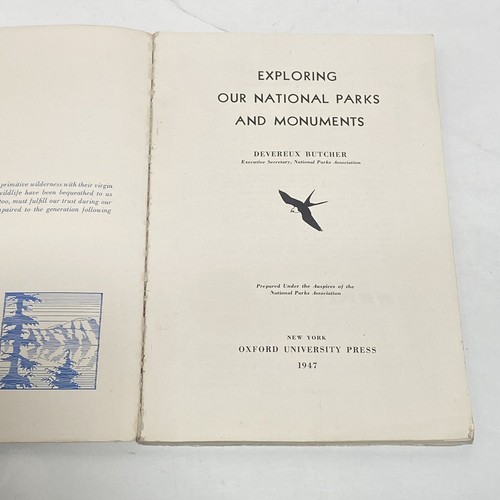 primitive wilderness with their virgin
wildlife have been bequeathed to us
too, must fulfill our trust during our
paired to the generation following
EXPLORING
OUR NATIONAL PARKS
AND MONUMENTS
DEVEREUX BUTCHER
Executive Secretary, National Parks Association
Prepared Under the Auspices of the
National Parks Association
NEW YORK
OXFORD UNIVERSITY PRESS
1947